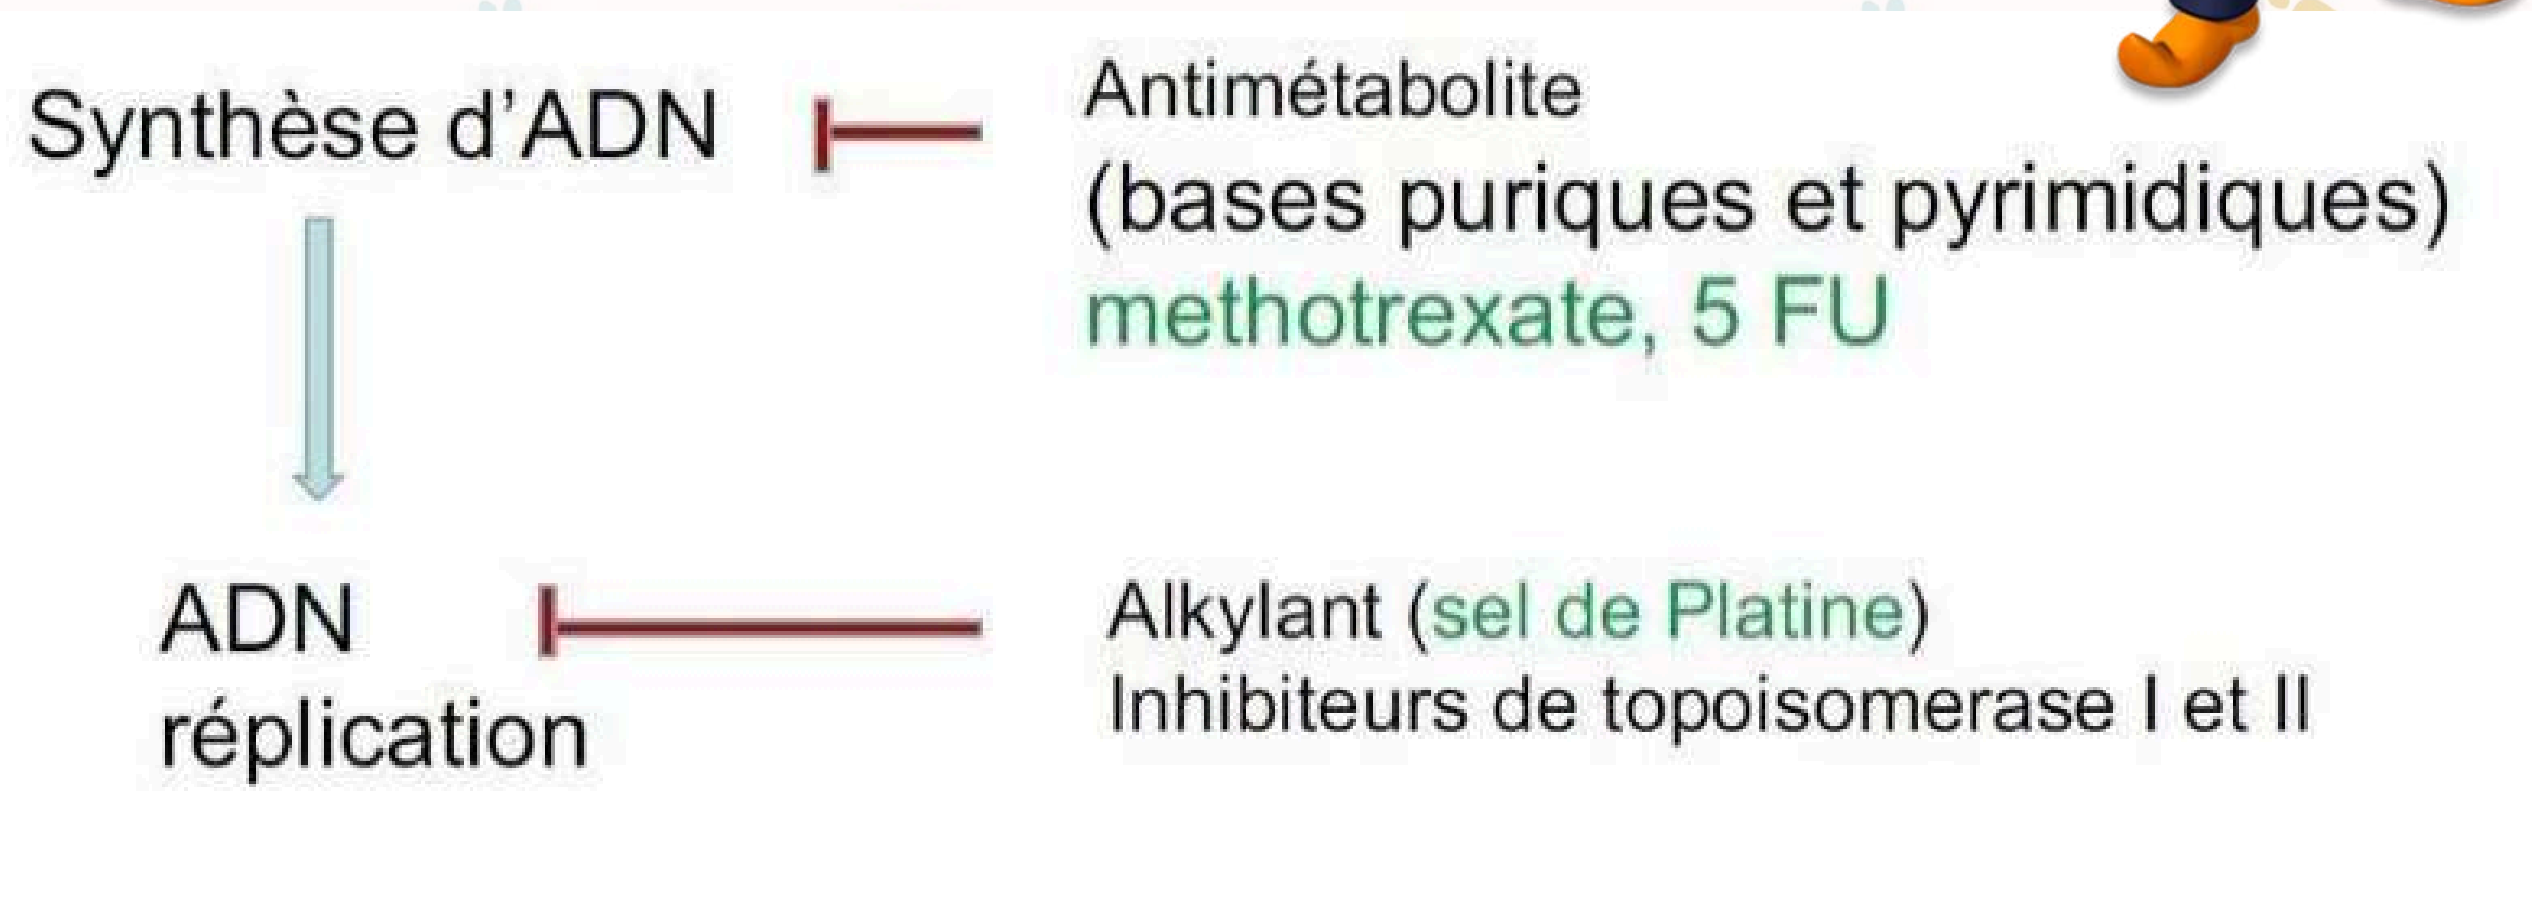 Synthèse d'ADN
Antimétabolite
(bases puriques et pyrimidiques)
methotrexate, 5 FU
ADN
réplication
Alkylant (sel de Platine)
Inhibiteurs de topoisomerase I et II